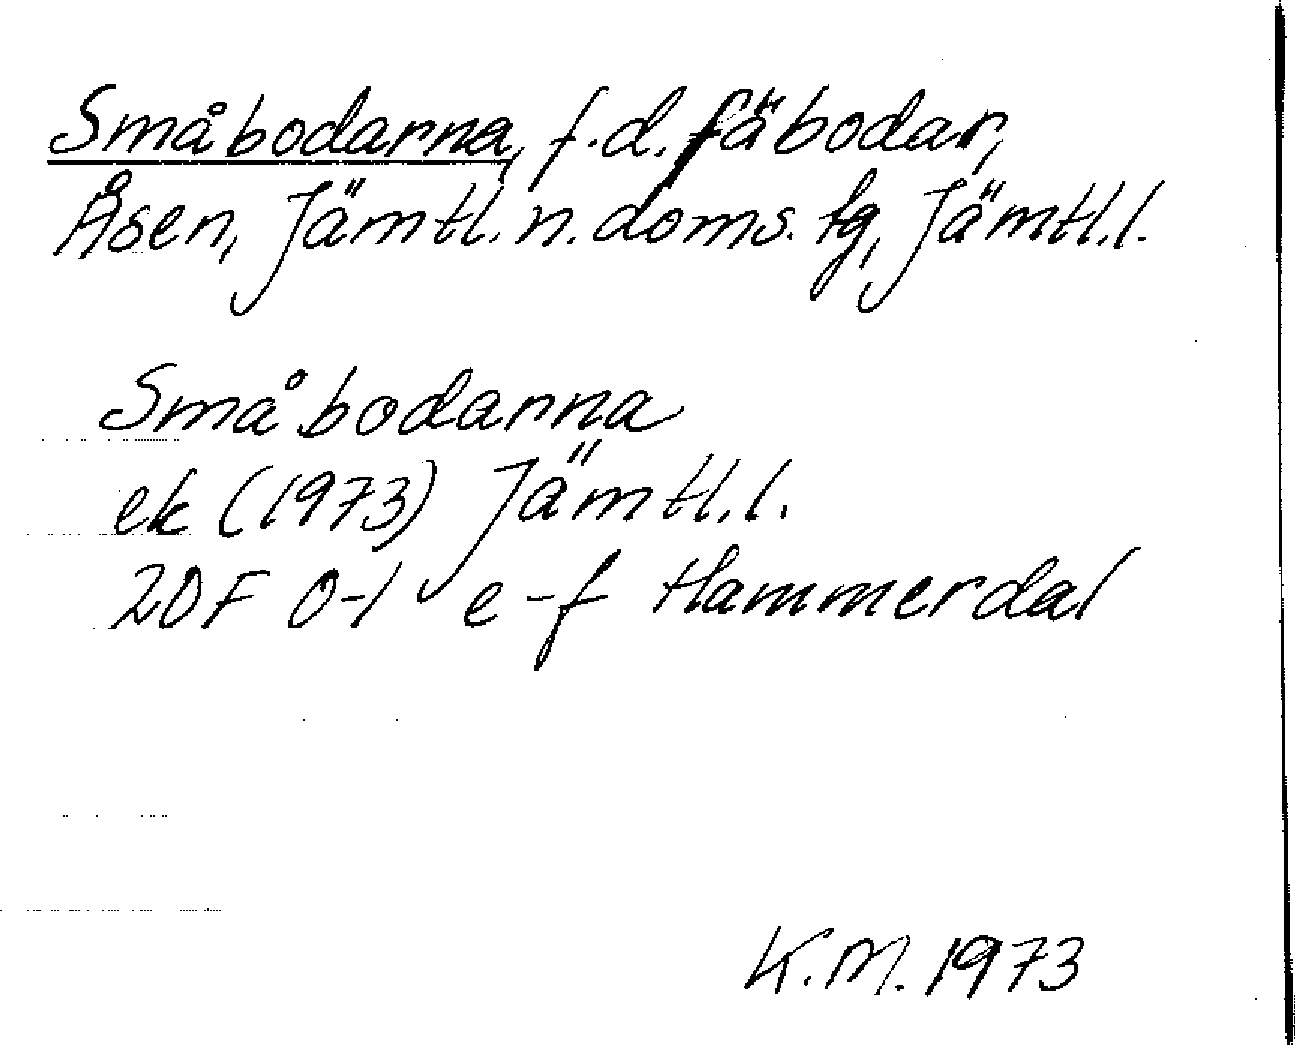 Småbodarna, f.d. fäbodar,
Åsen, Jämtl. n. doms. tg, Jämtl. l.
Småbodarna
ek (1973) Jämtl. l.
20F 0-1 e-f Hammerdal
K.M. 1973